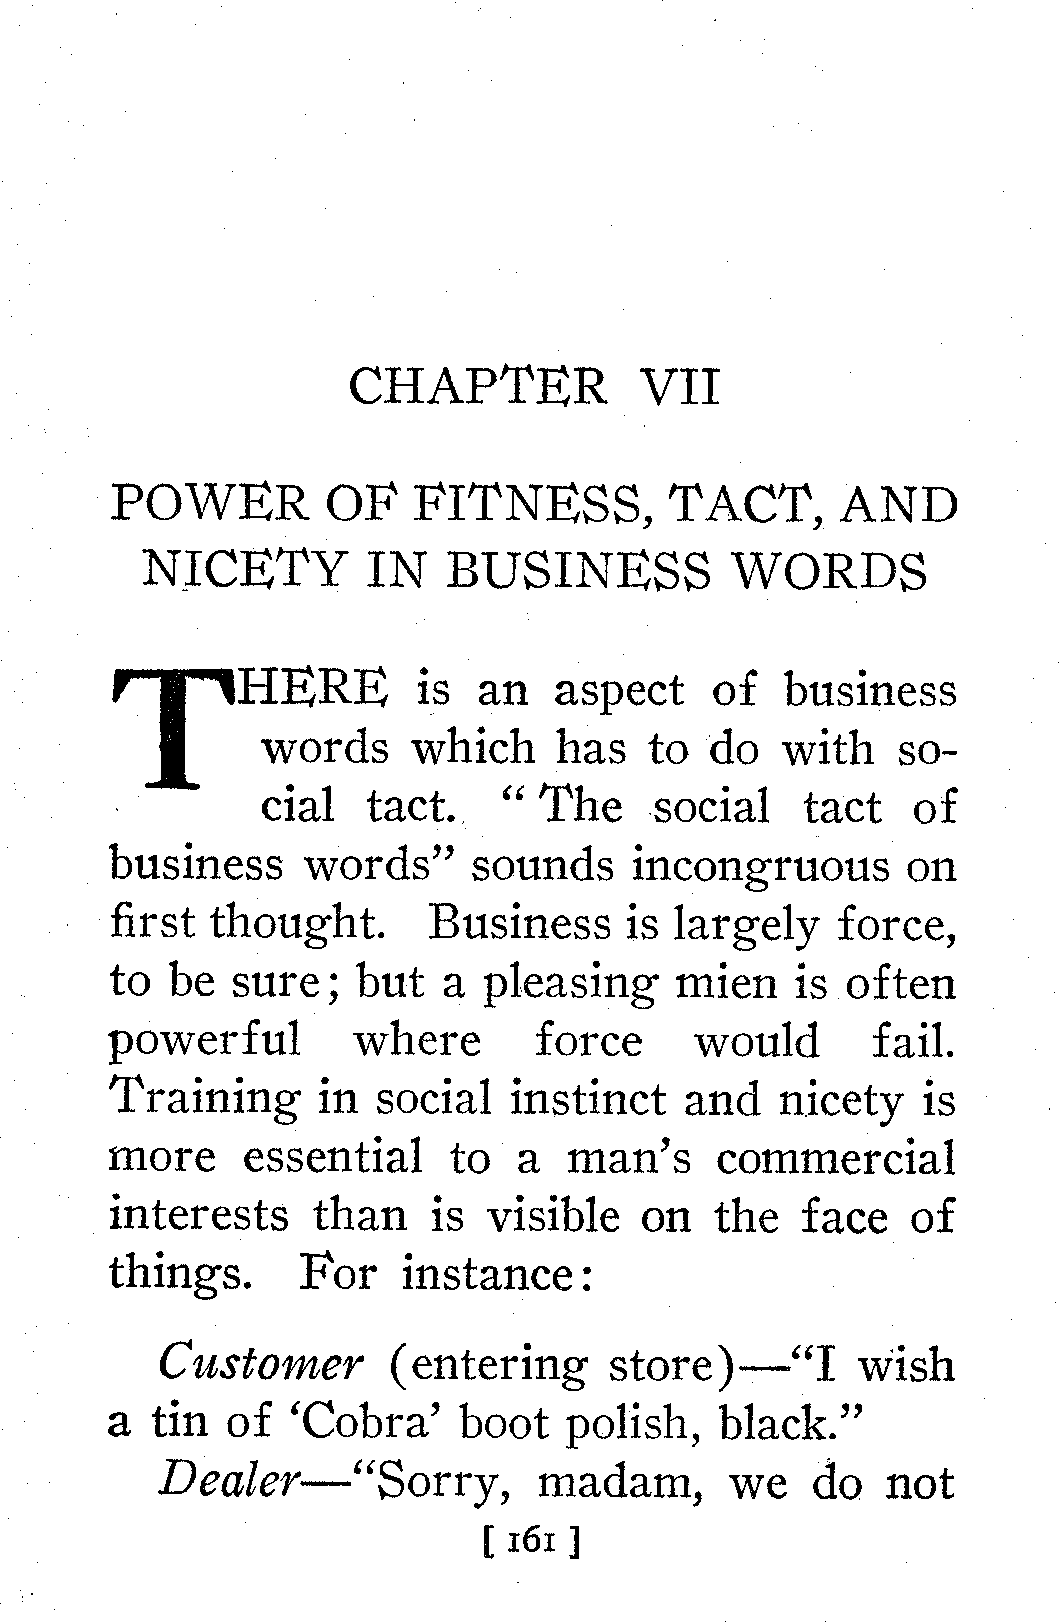 CHAPTER VII
POWER OF FITNESS, TACT, AND
NICETY IN BUSINESS WORDS
THERE is an aspect of business
words which has to do with so-
cial tact. "The social tact of
business words" sounds incongruous on
first thought. Business is largely force,
to be sure; but a pleasing mien is often
powerful where force would fail.
Training in social instinct and nicety is
more essential to a man's commercial
interests than is visible on the face of
things. For instance:
Customer (entering store)—"I wish
a tin of 'Cobra' boot polish, black."
Dealer—"Sorry, madam, we do not
[ 161 ]